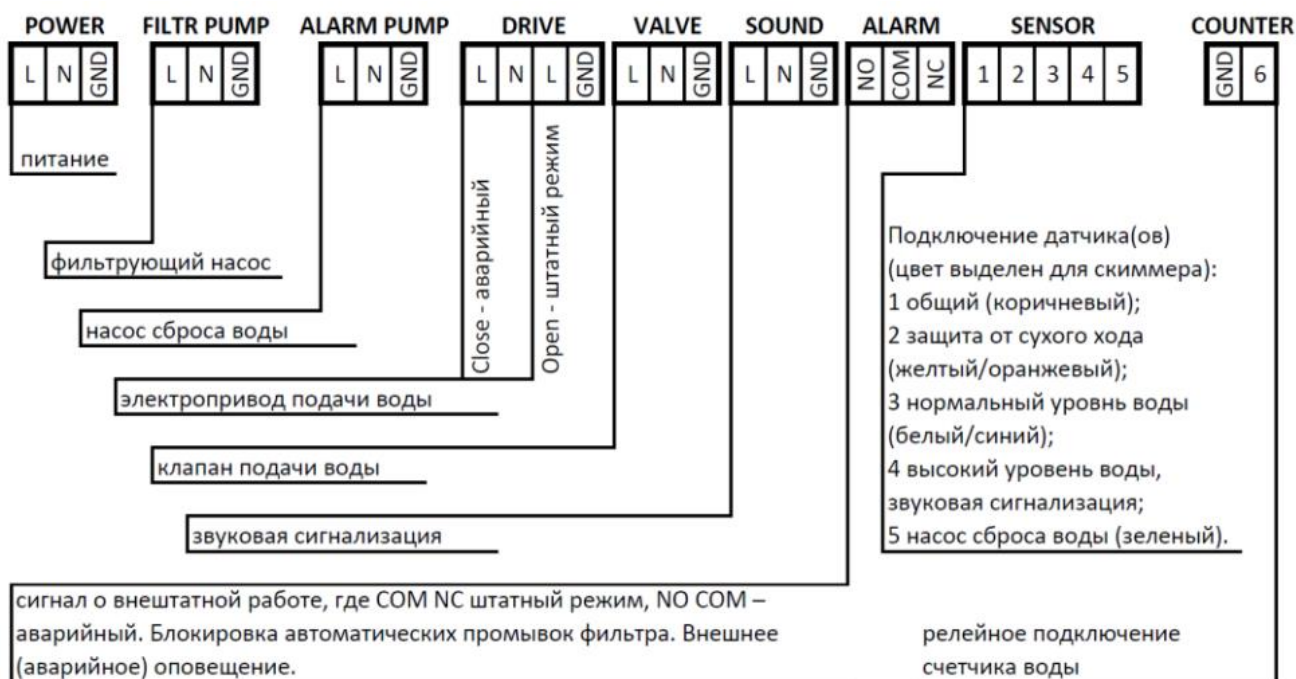 POWER FILTR PUMP ALARM PUMP DRIVE VALVE SOUND ALARM SENSOR COUNTER
L N GND L N GND L N GND L N L GND L N GND L N GND NO COM NC 1 2 3 4 5 GND 6
питание
фильтрующий насос
насос сброса воды
Close - аварийный
Open - штатный режим
электропривод подачи воды
клапан подачи воды
звуковая сигнализация
Подключение датчика(ов)
(цвет выделен для скиммера):
1 общий (коричневый);
2 защита от сухого хода
(желтый/оранжевый);
3 нормальный уровнь воды
(белый/синий);
4 высокий уровень воды,
звуковая сигнализация;
5 насос сброса воды (зеленый).
сигнал о внештатной работе, где COM NC штатный режим, NO COM –
аварийный. Блокировка автоматических промывок фильтра. Внешнее
(аварийное) оповещение.
релейное подключение
счетчика воды